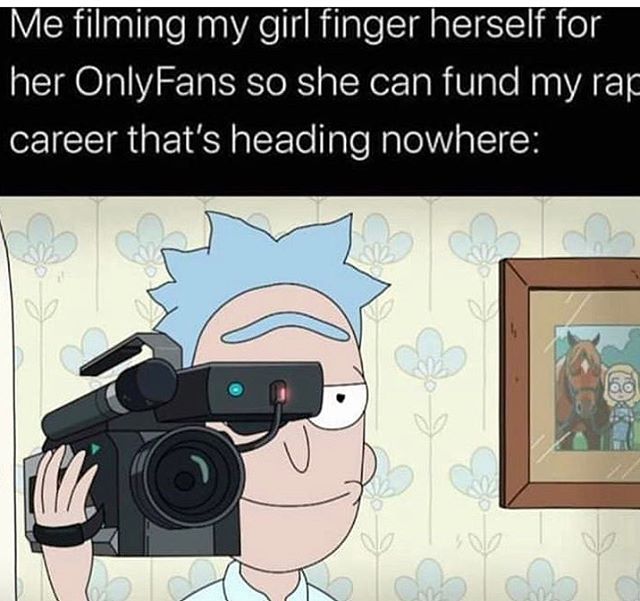 Me filming my girl finger herself for
her OnlyFans so she can fund my rap
career that's heading nowhere: